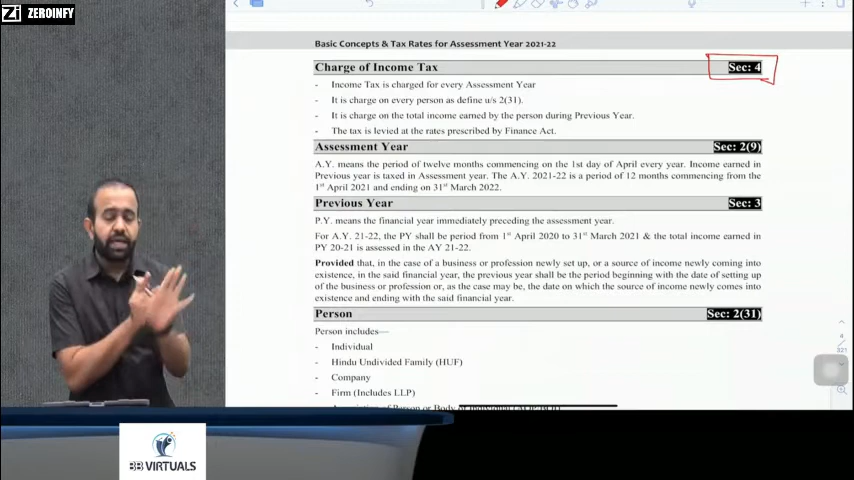 Zi ZEROINFY
Basic Concepts & Tax Rates for Assessment Year 2021-22
Charge of Income Tax Sec: 4
- Income Tax is charged for every Assessment Year
- It is charge on every person as define u/s 2(31).
- It is charge on the total income earned by the person during Previous Year.
- The tax is levied at the rates prescribed by Finance Act.
Assessment Year Sec: 2(9)
A.Y. means the period of twelve months commencing on the 1st day of April every year. Income earned in
Previous year is taxed in Assessment year. The A.Y. 2021-22 is a period of 12 months commencing from the
1st April 2021 and ending on 31st March 2022.
Previous Year Sec: 3
P.Y. means the financial year immediately preceding the assessment year.
For A.Y. 21-22, the PY shall be period from 1st April 2020 to 31st March 2021 & the total income earned in
PY 20-21 is assessed in the AY 21-22.
Provided that, in the case of a business or profession newly set up, or a source of income newly coming into
existence, in the said financial year, the previous year shall be the period beginning with the date of setting up
of the business or profession or, as the case may be, the date on which the source of income newly comes into
existence and ending with the said financial year.
Person Sec: 2(31)
Person includes—
- Individual
- Hindu Undivided Family (HUF)
- Company
- Firm (Includes LLP)
Person or Body
4
BB VIRTUALS